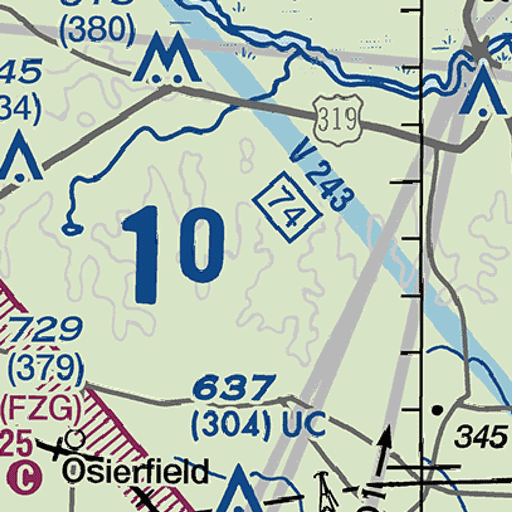 (380)
45
34)
319
V 243
74
10
729
(379)
(FZG)
25
C
Osierfield
637
(304) UC
345